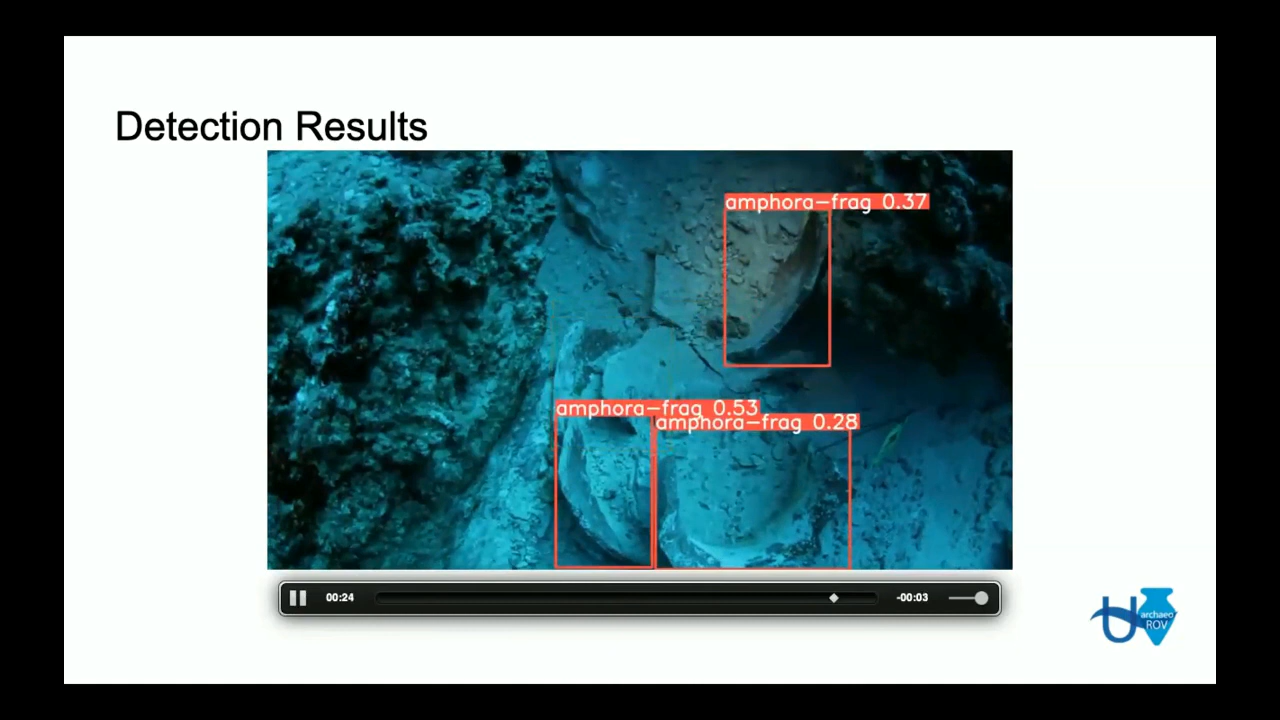 Detection Results
amphora-frag 0.37
amphora-frag 0.53
amphora-frag 0.28
00:24
-00:03
archaeo
ROV